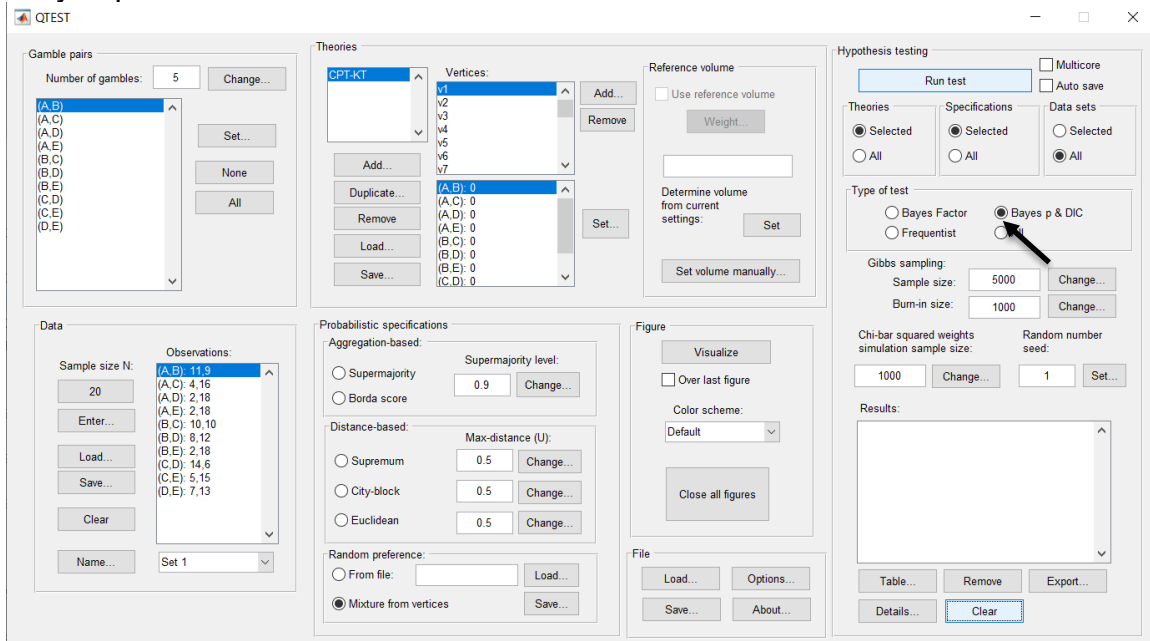 QTEST
Gamble pairs
Number of gambles: 5 Change...
(A,B)
(A,C)
(A,D)
(A,E)
(B,C)
(B,D)
(B,E)
(C,D)
(C,E)
(D,E)
Set...
None
All
Theories
CPT-KT
Vertices:
v1
v2
v3
v4
v5
v6
v7
Add...
Remove
Add...
Duplicate...
Remove
Load...
Save...
(A,B): 0
(A,C): 0
(A,D): 0
(A,E): 0
(B,C): 0
(B,D): 0
(B,E): 0
(C,D): 0
Set...
Reference volume
Use reference volume
Weight...
Determine volume
from current
settings:
Set
Set volume manually...
Hypothesis testing
Run test
Multicore
Auto save
Theories
Selected
All
Specifications
Selected
All
Data sets
Selected
All
Type of test
Bayes Factor
Bayes p & DIC
Frequentist
Gibbs sampling:
Sample size: 5000 Change...
Burn-in size: 1000 Change...
Chi-bar squared weights
simulation sample size:
1000 Change...
Random number
seed:
1 Set...
Results:
Table...
Remove
Export...
Details...
Clear
Data
Sample size N:
20
Enter...
Load...
Save...
Clear
Name...
Observations:
(A,B): 11,9
(A,C): 4,16
(A,D): 2,18
(A,E): 2,18
(B,C): 10,10
(B,D): 8,12
(B,E): 2,18
(C,D): 14,6
(C,E): 5,15
(D,E): 7,13
Set 1
Probabilistic specifications
Aggregation-based:
Supermajority level:
Supermajority
0.9 Change...
Borda score
Distance-based:
Max-distance (U):
Supremum 0.5 Change...
City-block 0.5 Change...
Euclidean 0.5 Change...
Random preference:
From file: Load...
Mixture from vertices Save...
Figure
Visualize
Over last figure
Color scheme:
Default
Close all figures
File
Load...
Options...
Save...
About...